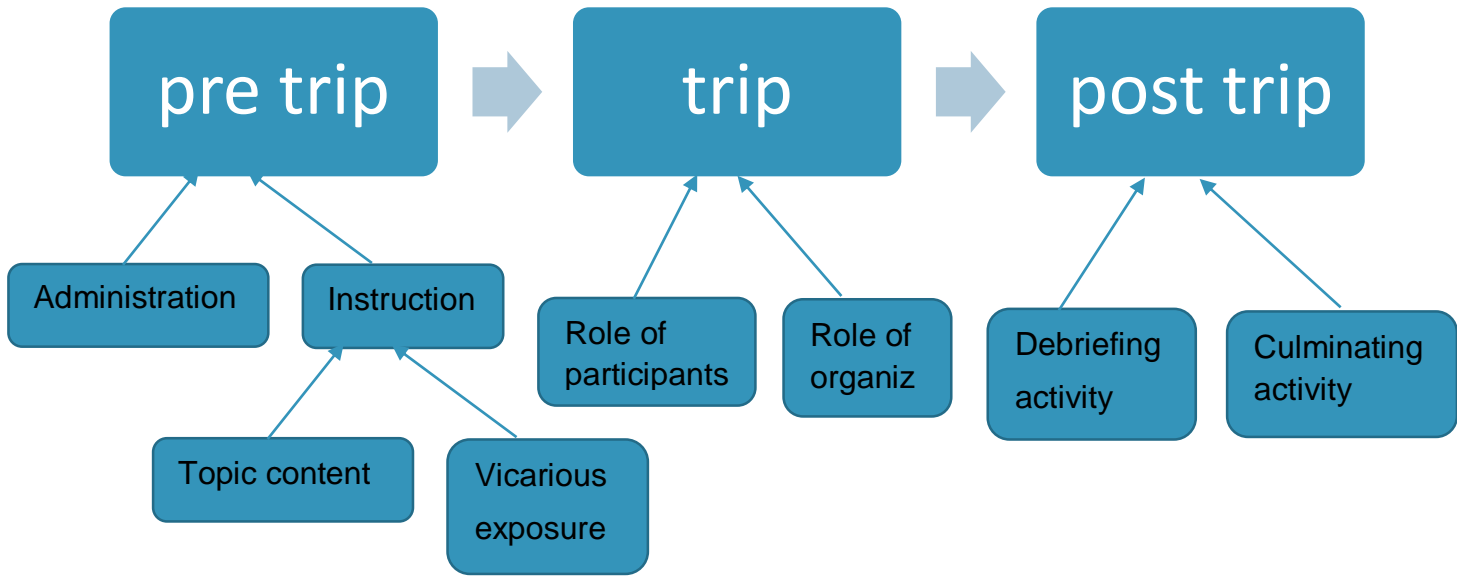 pre trip
trip
post trip
Administration
Instruction
Role of
participants
Role of
organiz
Debriefing
activity
Culminating
activity
Topic content
Vicarious
exposure